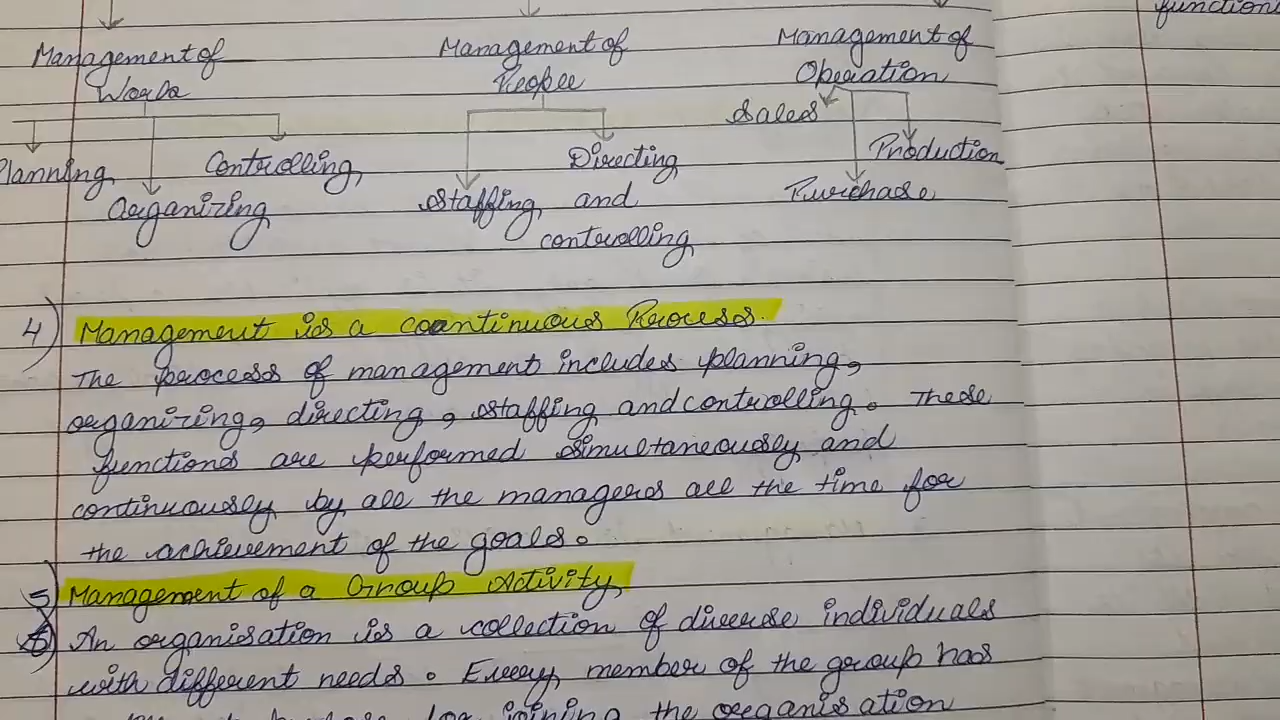 functions
Management of Management of Management of
Works People Operation
Sales
Planning Controlling Directing Production
Organizing Staffing and Purchase
controlling
4) Management is a continuous Process.
The process of management includes planning,
organizing, directing, staffing and controlling. These
functions are performed simultaneously and
continuously by all the managers all the time for
the achievement of the goals.
5) Management of a Group Activity
An organisation is a collection of diverse individuals
with different needs. Every member of the group has
for joining the organisation